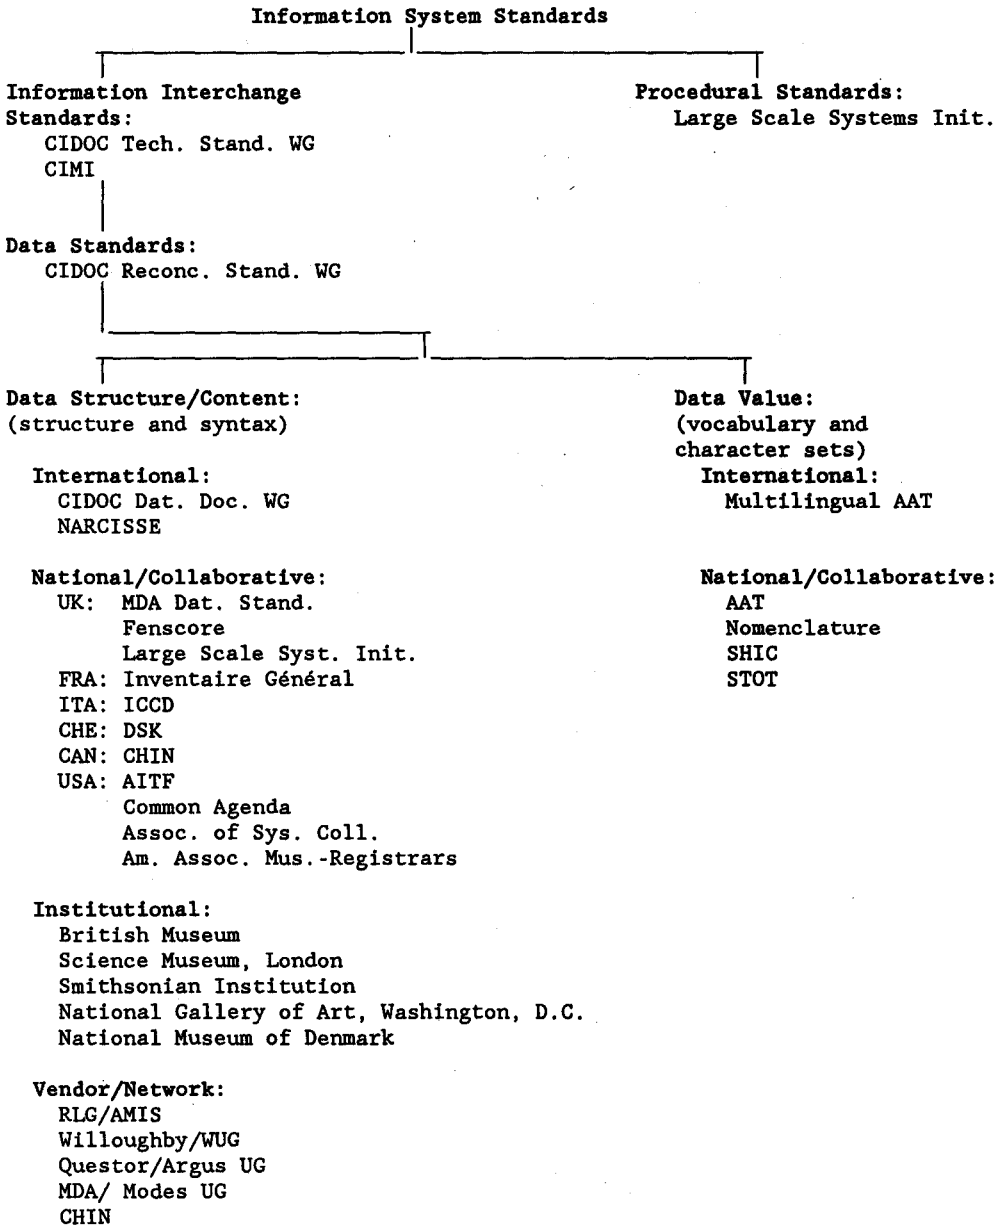 Information System Standards
Information Interchange
Standards:
CIDOC Tech. Stand. WG
CIMI
Procedural Standards:
Large Scale Systems Init.
Data Standards:
CIDOC Reconc. Stand. WG
Data Structure/Content:
(structure and syntax)
International:
CIDOC Dat. Doc. WG
NARCISSE
National/Collaborative:
UK: MDA Dat. Stand.
Fenscore
Large Scale Syst. Init.
FRA: Inventaire Général
ITA: ICCD
CHE: DSK
CAN: CHIN
USA: AITF
Common Agenda
Assoc. of Sys. Coll.
Am. Assoc. Mus.-Registrars
Institutional:
British Museum
Science Museum, London
Smithsonian Institution
National Gallery of Art, Washington, D.C.
National Museum of Denmark
Vendor/Network:
RLG/AMIS
Willoughby/WUG
Questor/Argus UG
MDA/ Modes UG
CHIN
Data Value:
(vocabulary and
character sets)
International:
Multilingual AAT
National/Collaborative:
AAT
Nomenclature
SHIC
STOT